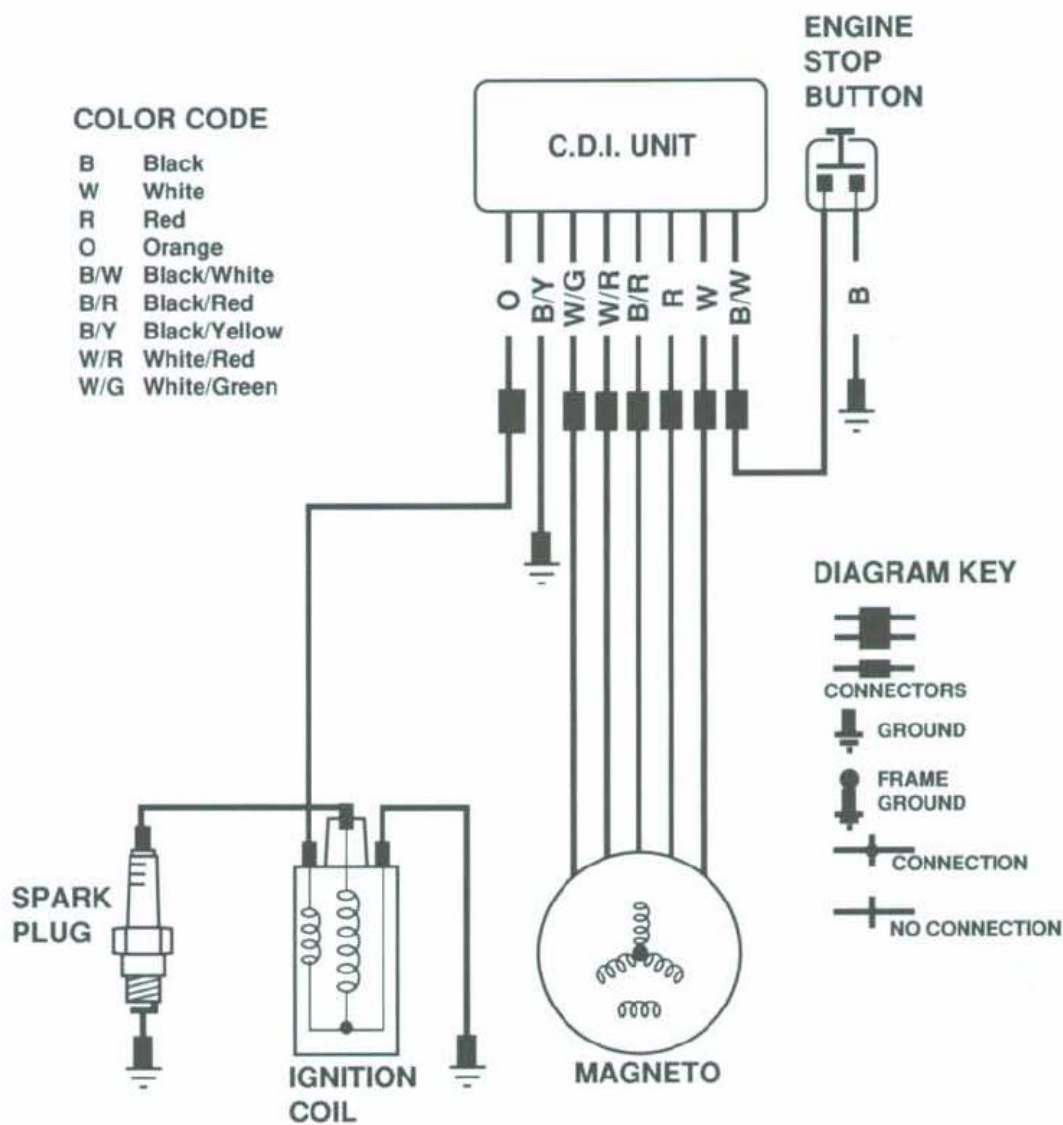 ENGINE
STOP
BUTTON
COLOR CODE
B Black
W White
R Red
O Orange
B/W Black/White
B/R Black/Red
B/Y Black/Yellow
W/R White/Red
W/G White/Green
C.D.I. UNIT
O
B/Y
W/G
W/R
B/R
R
W
B/W
B
DIAGRAM KEY
CONNECTORS
GROUND
FRAME
GROUND
CONNECTION
NO CONNECTION
SPARK
PLUG
IGNITION
COIL
MAGNETO